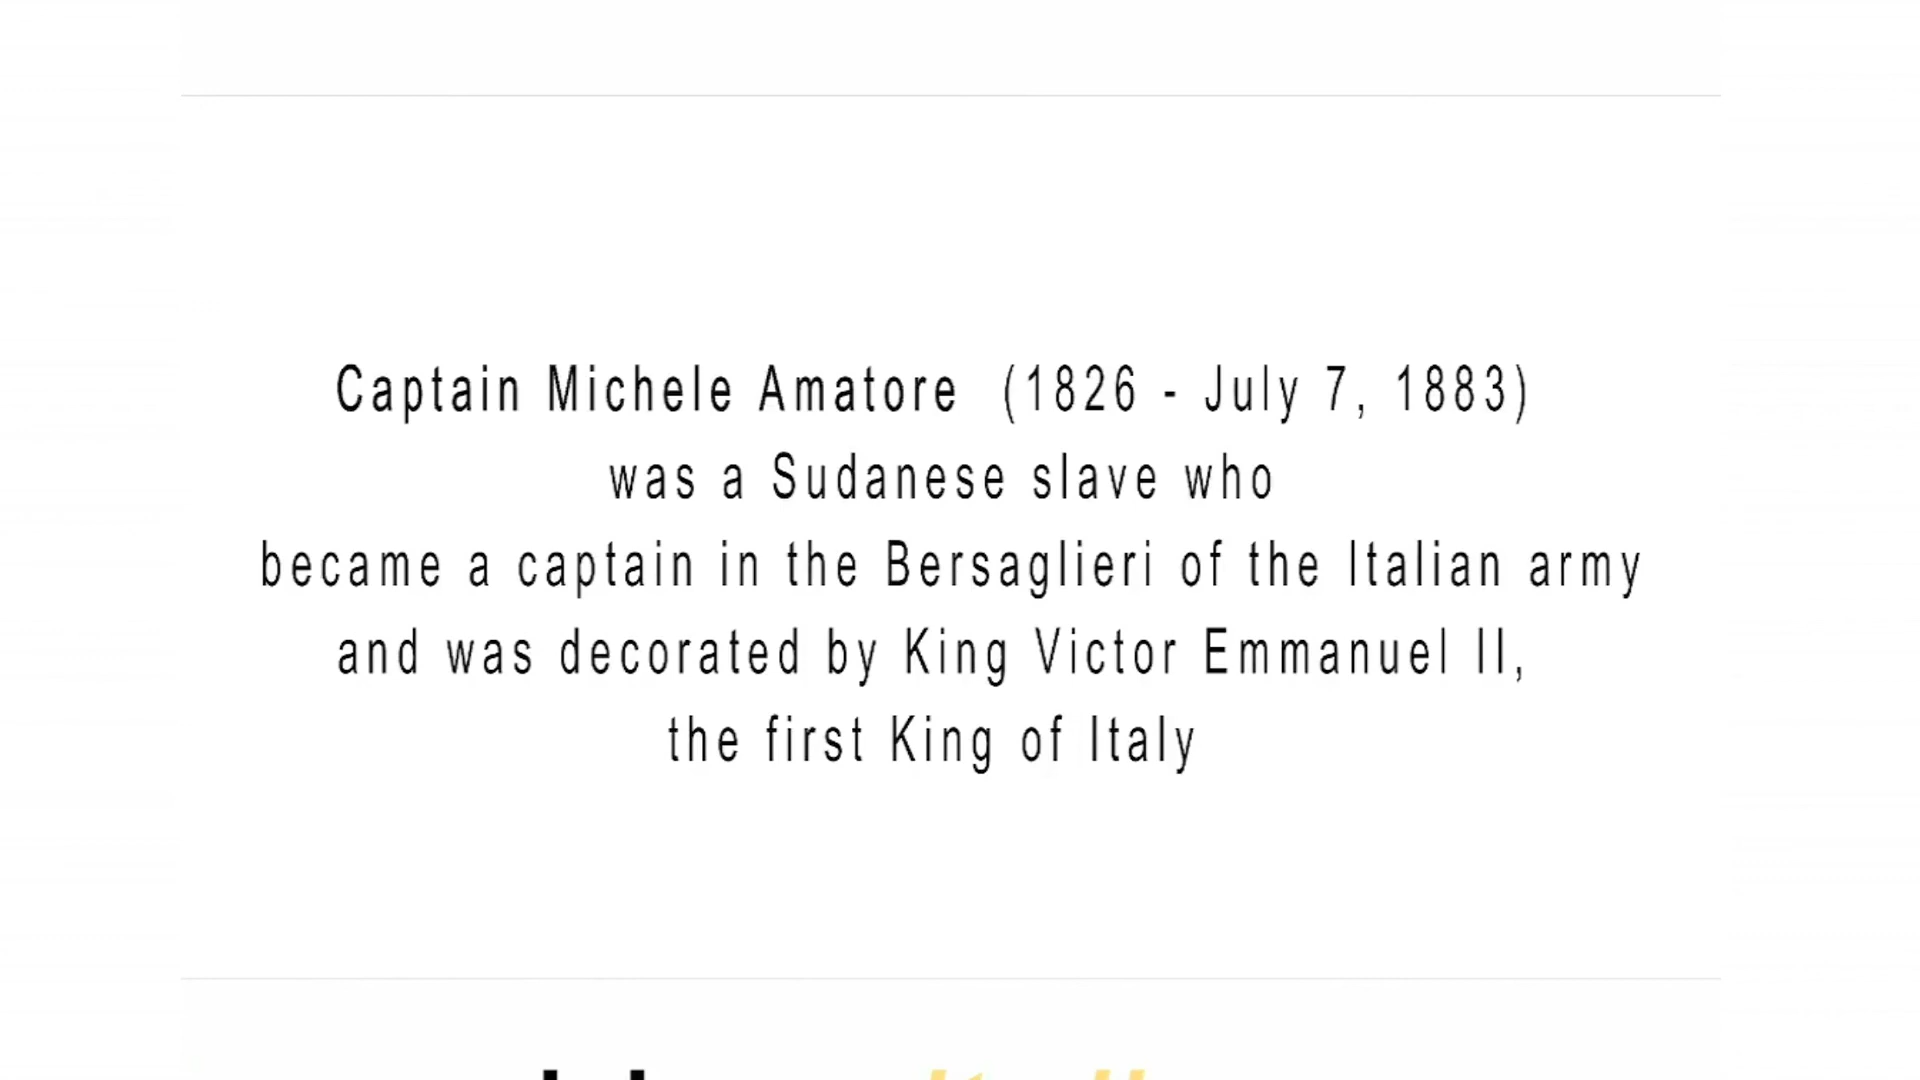 Captain Michele Amatore (1826 - July 7, 1883)
was a Sudanese slave who
became a captain in the Bersaglieri of the Italian army
and was decorated by King Victor Emmanuel II,
the first King of Italy